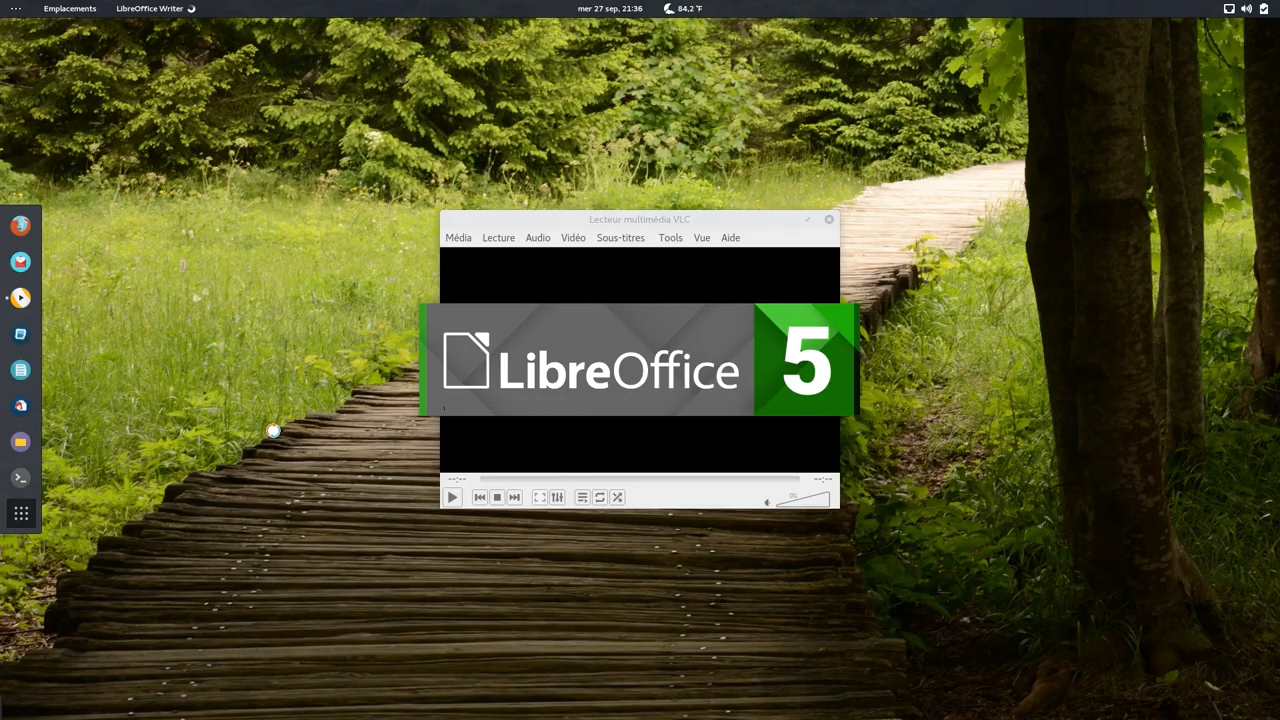 Emplacements LibreOffice Writer mer 27 sep, 21:36 84,2 °F
Lecteur multimédia VLC
Média Lecture Audio Vidéo Sous-titres Tools Vue Aide
LibreOffice 5
--:-- --:--
0%